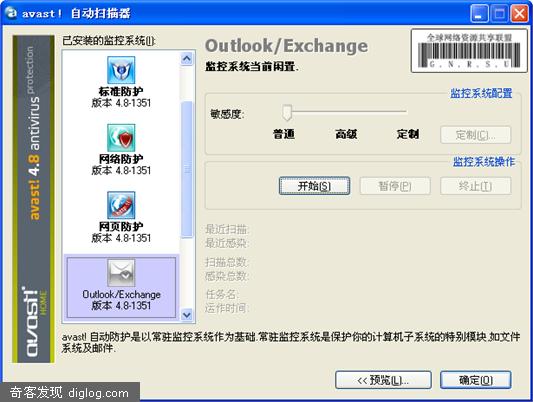 avast! 自动扫描器
已安装的监控系统(I):
标准防护
版本 4.8-1351
网络防护
版本 4.8-1351
网页防护
版本 4.8-1351
Outlook/Exchange
版本 4.8-1351
avast! 4.8 antivirus protection
avast! HOME
Outlook/Exchange
监控系统当前闲置.
全球网络资源共享联盟
G. N. R. S. U
监控系统配置
敏感度:
普通 高级 定制
定制(C)...
监控系统操作
开始(S) 暂停(P) 终止(T)
最近扫描:
最近感染:
扫描总数:
感染总数:
任务名:
运作时间:
avast! 自动防护是以常驻监控系统作为基础.常驻监控系统是保护你的计算机子系统的特别模块,如文
件系统及邮件.
<< 预览(L)... 确定(O)
奇客发现 diglog.com